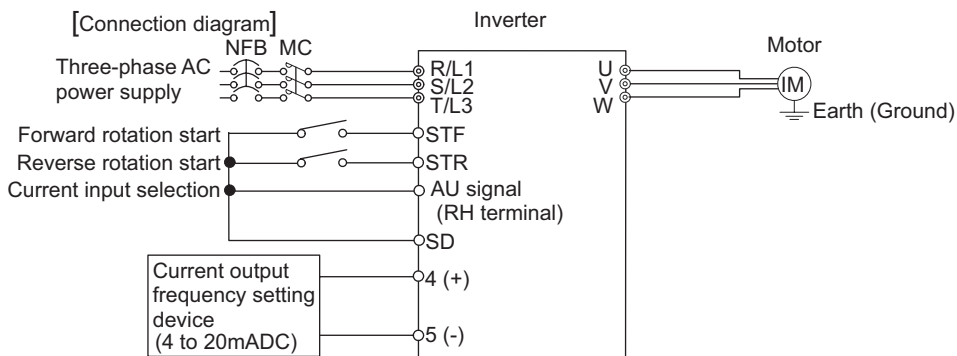 [Connection diagram]
Inverter
NFB MC
Motor
Three-phase AC
power supply
R/L1
S/L2
T/L3
U
V
W
IM
Earth (Ground)
Forward rotation start
STF
Reverse rotation start
STR
Current input selection
AU signal
(RH terminal)
SD
Current output
frequency setting
device
(4 to 20mADC)
4 (+)
5 (-)